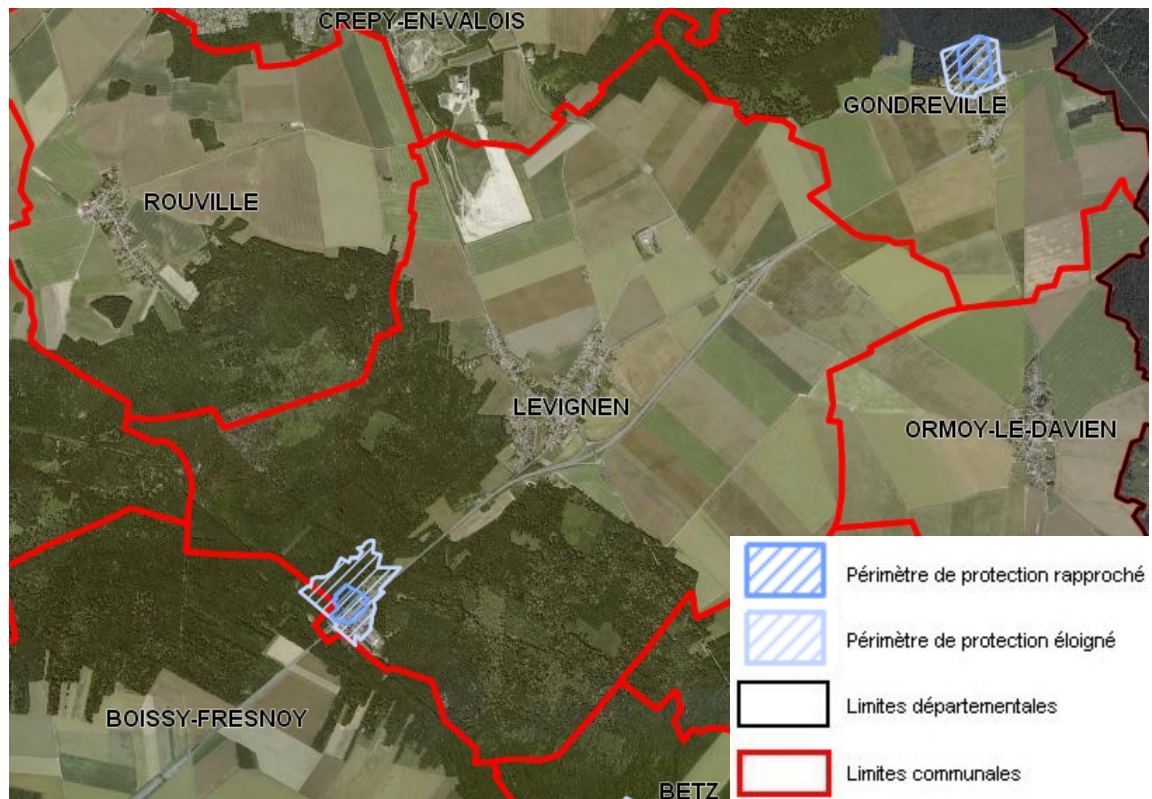 CREPY-EN-VALOIS
GONDREVILLE
ROUVILLE
LEVIGNEN
ORMOY-LE-DAVIEN
BOISSY-FRESNOY
BETZ
Périmètre de protection rapproché
Périmètre de protection éloigné
Limites départementales
Limites communales